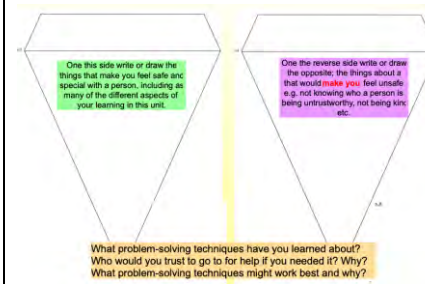 One this side write or draw the
things that make you feel safe and
special with a person, including as
many of the different aspects of
your learning in this unit.
One the reverse side write or draw
the opposite; the things about a
that would make you feel unsafe
e.g. not knowing who a person is
being untrustworthy, not being kind
etc.
What problem-solving techniques have you learned about?
Who would you trust to go to for help if you needed it? Why?
What problem-solving techniques might work best and why?